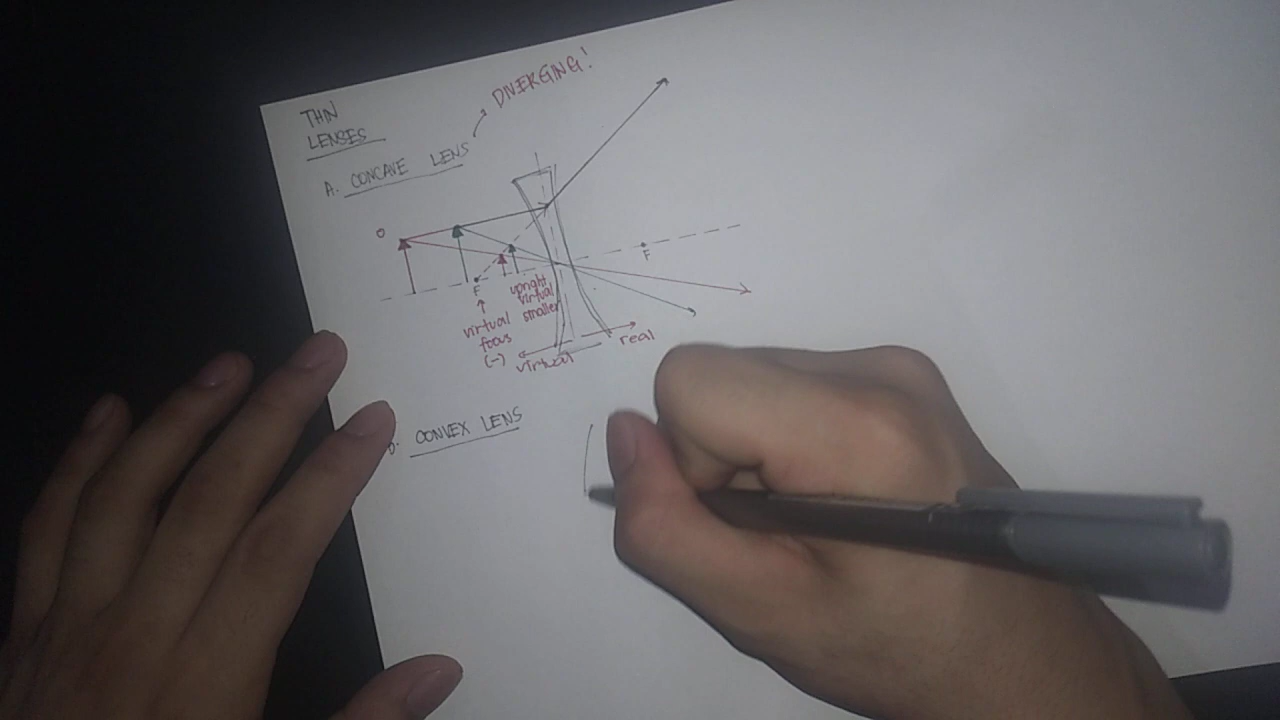 THIN
LENSES
DIVERGING!
A. CONCAVE LENS
O
F
F
upright
virtual
smaller
virtual
focus
(-)
virtual
real
B. CONVEX LENS